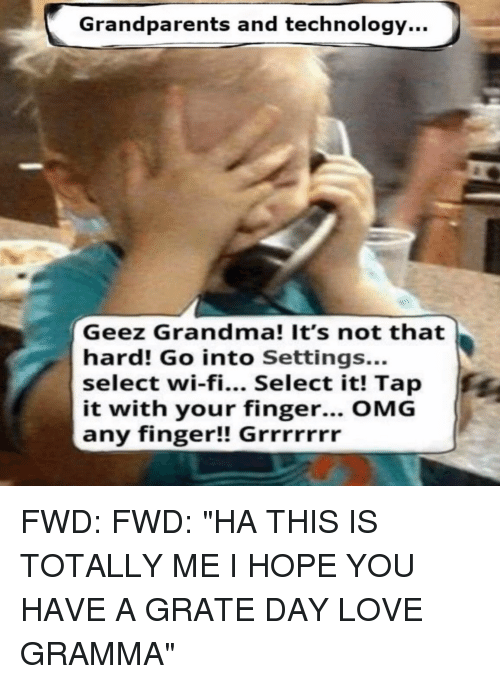 Grandparents and technology...
Geez Grandma! It's not that
hard! Go into Settings...
select wi-fi... Select it! Tap
it with your finger... OMG
any finger!! Grrrrrrr
FWD: FWD: "HA THIS IS
TOTALLY ME I HOPE YOU
HAVE A GRATE DAY LOVE
GRAMMA"